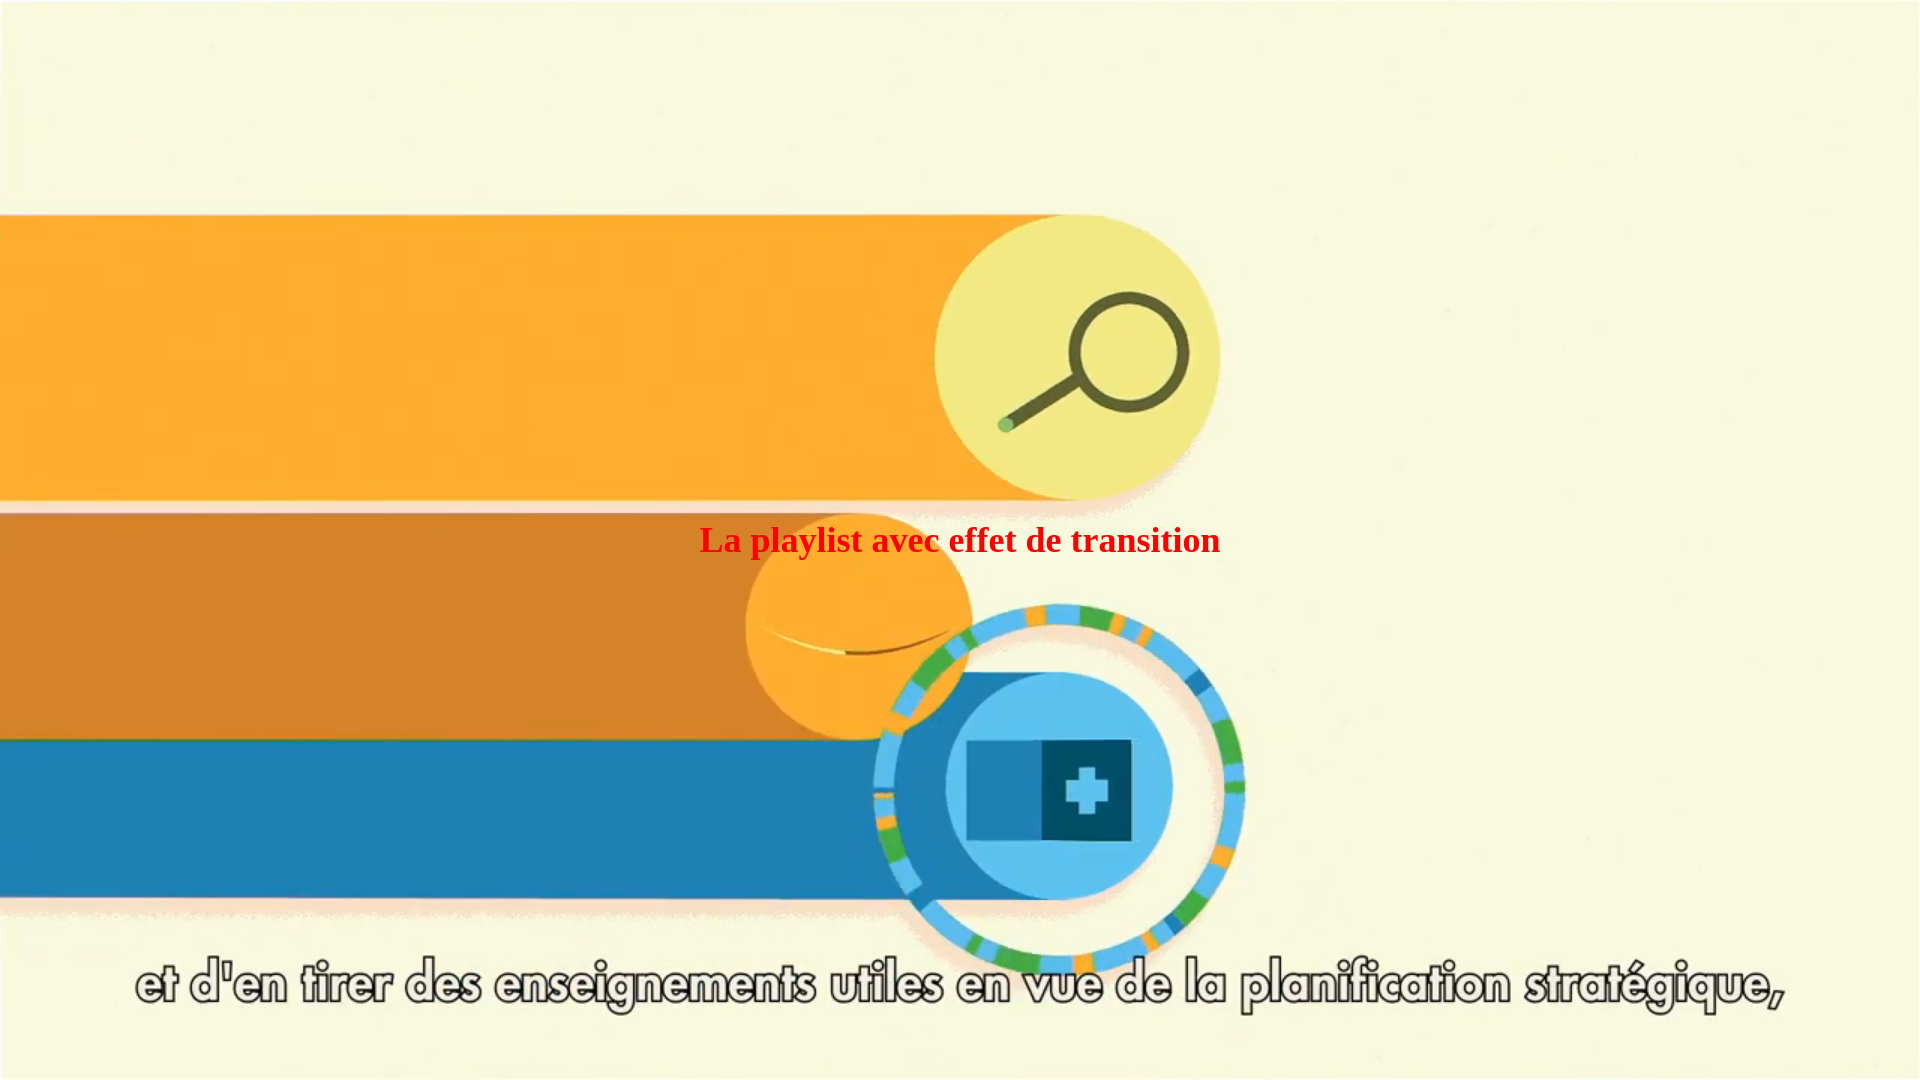 La playlist avec effet de transition
et d'en tirer des enseignements utiles en vue de la planification stratégique,